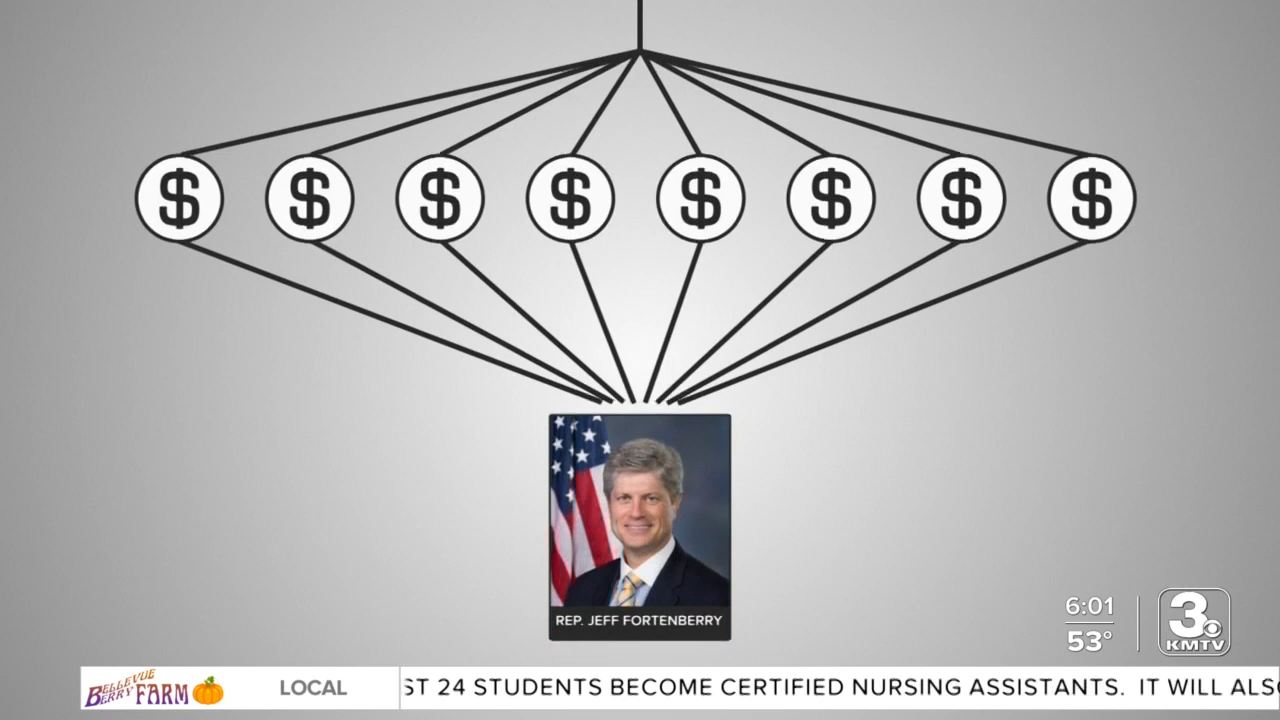 $ $ $ $ $ $ $ $
REP. JEFF FORTENBERRY
6:01
53°
3
KMTV
BELLEVUE
BERRY FARM
LOCAL
ST 24 STUDENTS BECOME CERTIFIED NURSING ASSISTANTS. IT WILL ALS